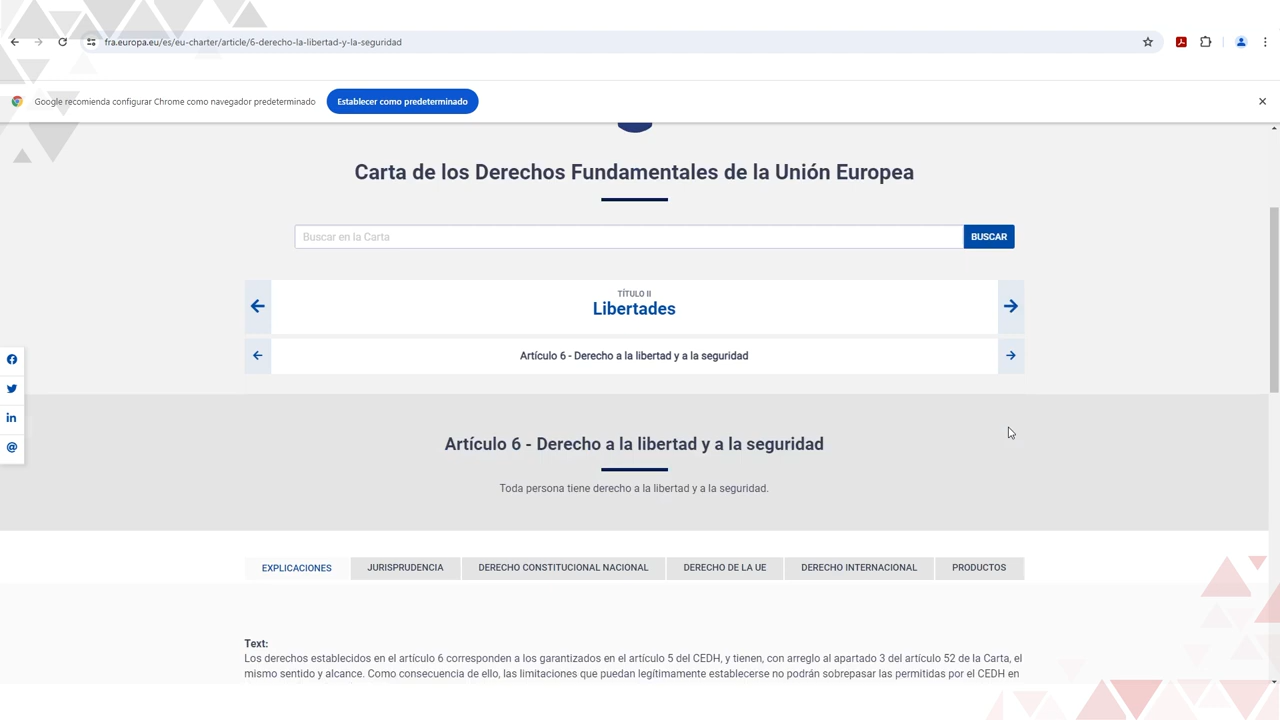 fra.europa.eu/es/eu-charter/article/6-derecho-la-libertad-y-la-seguridad
Google recomienda configurar Chrome como navegador predeterminado
Establecer como predeterminado
Carta de los Derechos Fundamentales de la Unión Europea
Buscar en la Carta
BUSCAR
TÍTULO II
Libertades
Artículo 6 - Derecho a la libertad y a la seguridad
Artículo 6 - Derecho a la libertad y a la seguridad
Toda persona tiene derecho a la libertad y a la seguridad.
EXPLICACIONES JURISPRUDENCIA DERECHO CONSTITUCIONAL NACIONAL DERECHO DE LA UE DERECHO INTERNACIONAL PRODUCTOS
Text:
Los derechos establecidos en el artículo 6 corresponden a los garantizados en el artículo 5 del CEDH, y tienen, con arreglo al apartado 3 del artículo 52 de la Carta, el
mismo sentido y alcance. Como consecuencia de ello, las limitaciones que puedan legítimamente establecerse no podrán sobrepasar las permitidas por el CEDH en